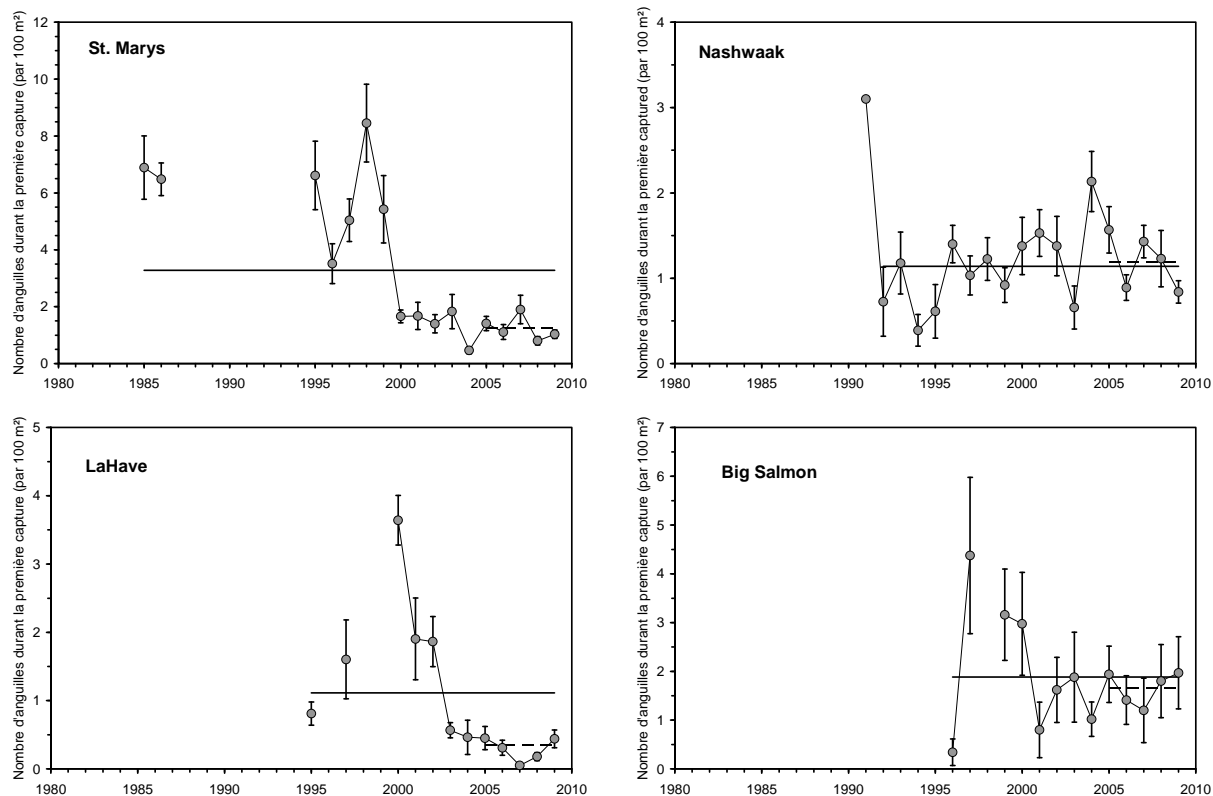 Nombre d'anguilles durant la première capture (par 100 m²)
St. Marys
12
10
8
6
4
2
0
1980 1985 1990 1995 2000 2005 2010
Nombre d'anguilles durant la première captured (par 100 m²)
Nashwaak
4
3
2
1
0
1980 1985 1990 1995 2000 2005 2010
Nombre d'anguilles durant la première capture (par 100 m²)
LaHave
5
4
3
2
1
0
1980 1985 1990 1995 2000 2005 2010
Nombre d'anguilles durant la première capture (par 100 m²)
Big Salmon
7
6
5
4
3
2
1
0
1980 1985 1990 1995 2000 2005 2010